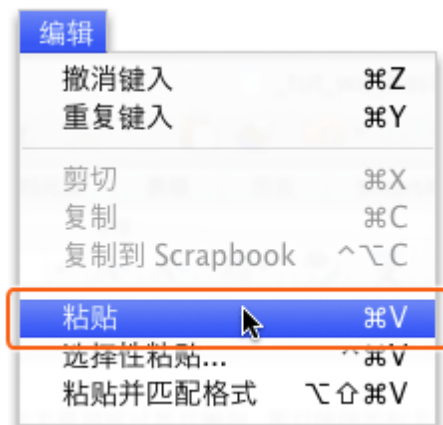 编辑
撤消键入 ⌘Z
重复键入 ⌘Y
剪切 ⌘X
复制 ⌘C
复制到 Scrapbook ^⌥C
粘贴 ⌘V
选择性粘贴... ^⌘V
粘贴并匹配格式 ⌥⇧⌘V